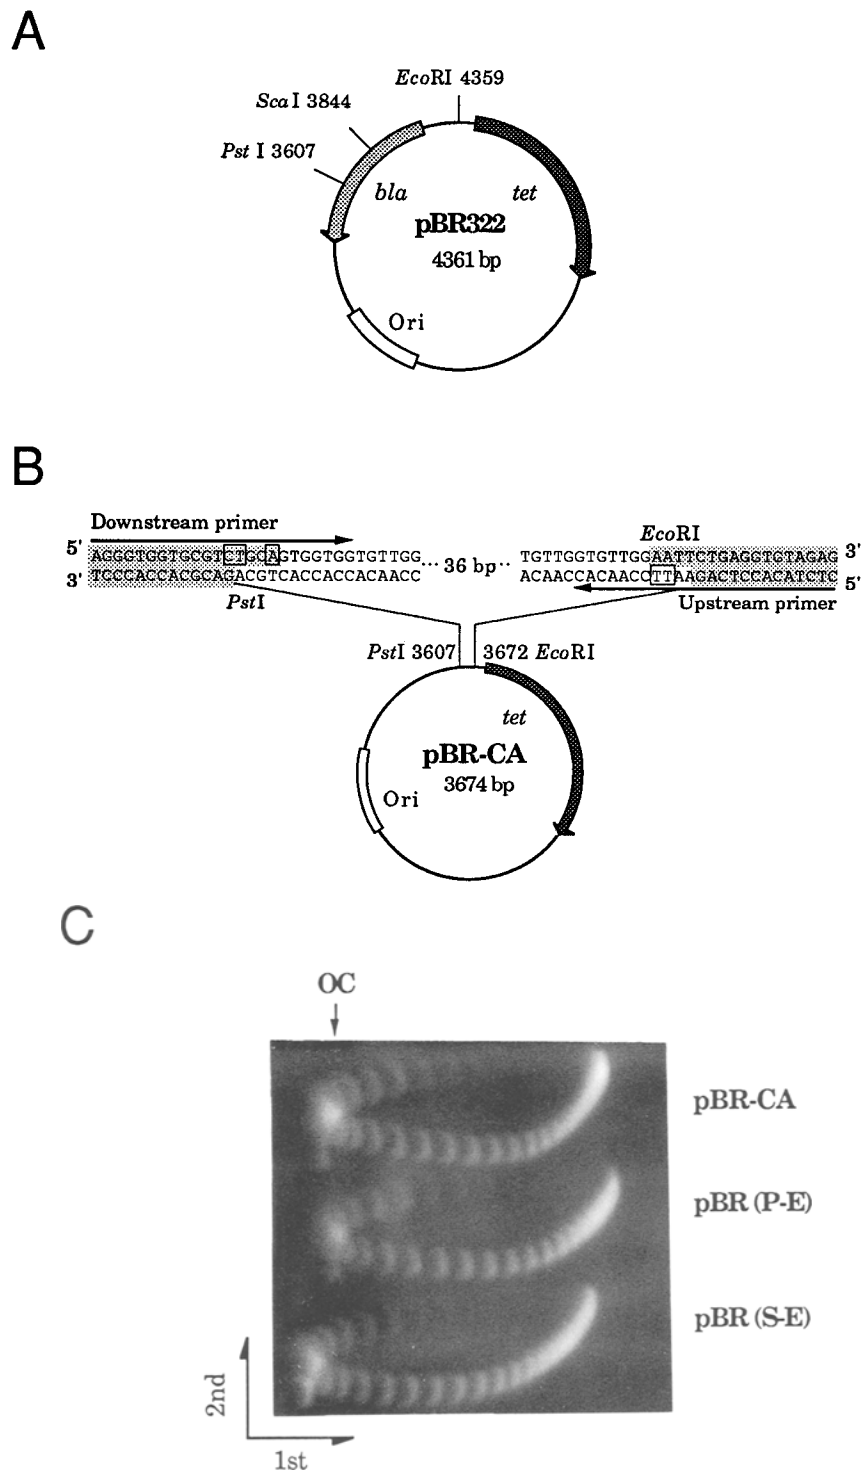 A
EcoRI 4359
ScaI 3844
Pst I 3607
bla
tet
pBR322
4361 bp
Ori
B
Downstream primer
EcoRI
5' AGGGTGGTGCGTCTGCAGTGGTGGTGTTGG ··· 36 bp ·· TGTTGGTGTTGGAATTCTGAGGTGTAGAG 3'
3' TCCCACCACGCAGACGTCACCACCACAACC ACAACCACAACCTTAAGACTCCACATCTC 5'
PstI
Upstream primer
PstI 3607
3672 EcoRI
tet
pBR-CA
3674 bp
Ori
C
OC
pBR-CA
pBR (P-E)
pBR (S-E)
2nd
1st